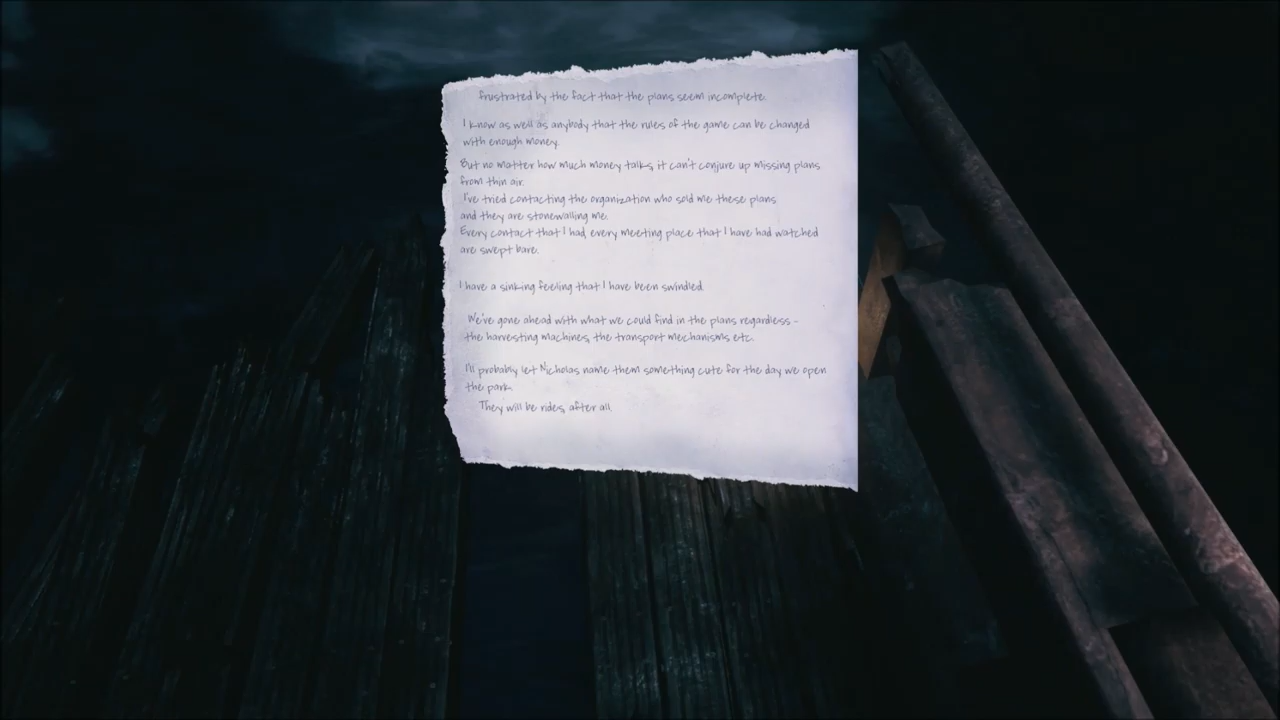 frustrated by the fact that the plans seem incomplete.
I know as well as anybody that the rules of the game can be changed
with enough money.
But no matter how much money talks, it can't conjure up missing plans
from thin air.
I've tried contacting the organization who sold me these plans
and they are stonewalling me.
Every contact that I had, every meeting place that I have had watched
are swept bare.
I have a sinking feeling that I have been swindled.
We've gone ahead with what we could find in the plans regardless -
the harvesting machines, the transport mechanisms etc.
I'll probably let Nicholas name them something cute for the day we open
the park.
They will be rides, after all.